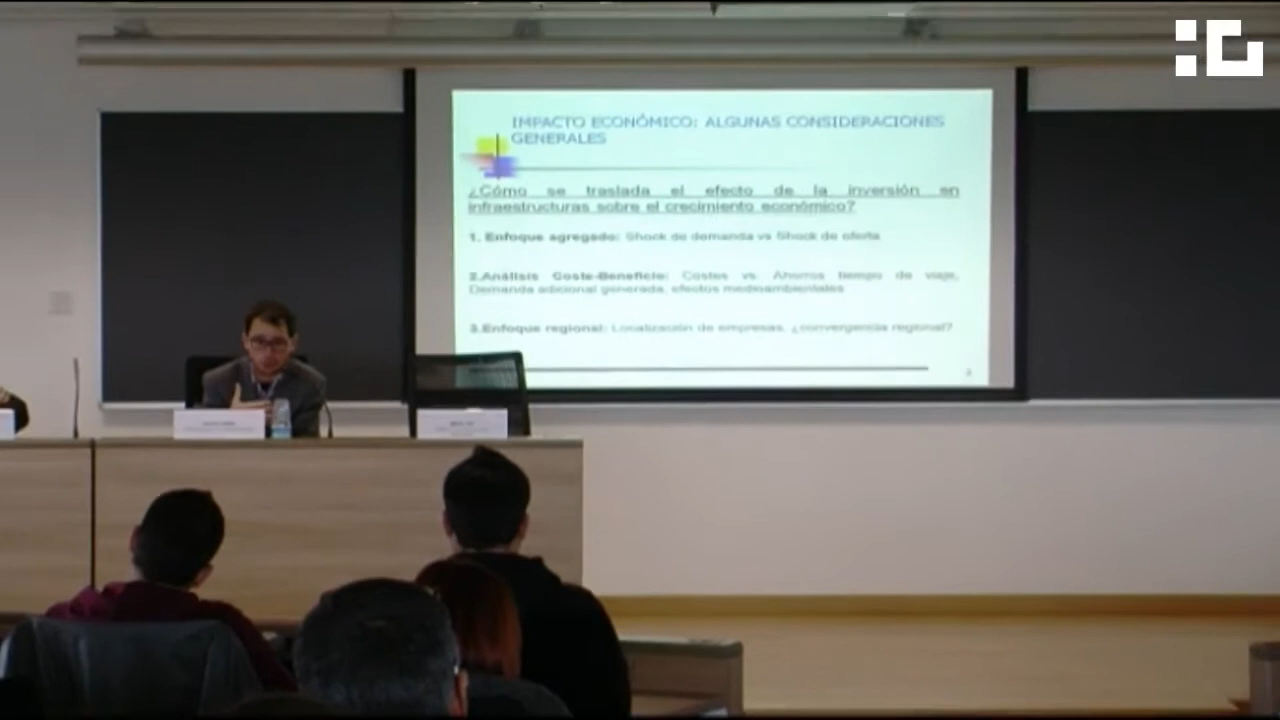 IMPACTO ECONÓMICO: ALGUNAS CONSIDERACIONES
GENERALES
¿Cómo se traslada el efecto de la inversión en
infraestructuras sobre el crecimiento económico?
1. Enfoque agregado: Shock de demanda vs Shock de oferta
2.Análisis Coste-Beneficio: Costes vs. Ahorros tiempo de viaje,
Demanda adicional generada, efectos medioambientales
3.Enfoque regional: Localización de empresas, ¿convergencia regional?